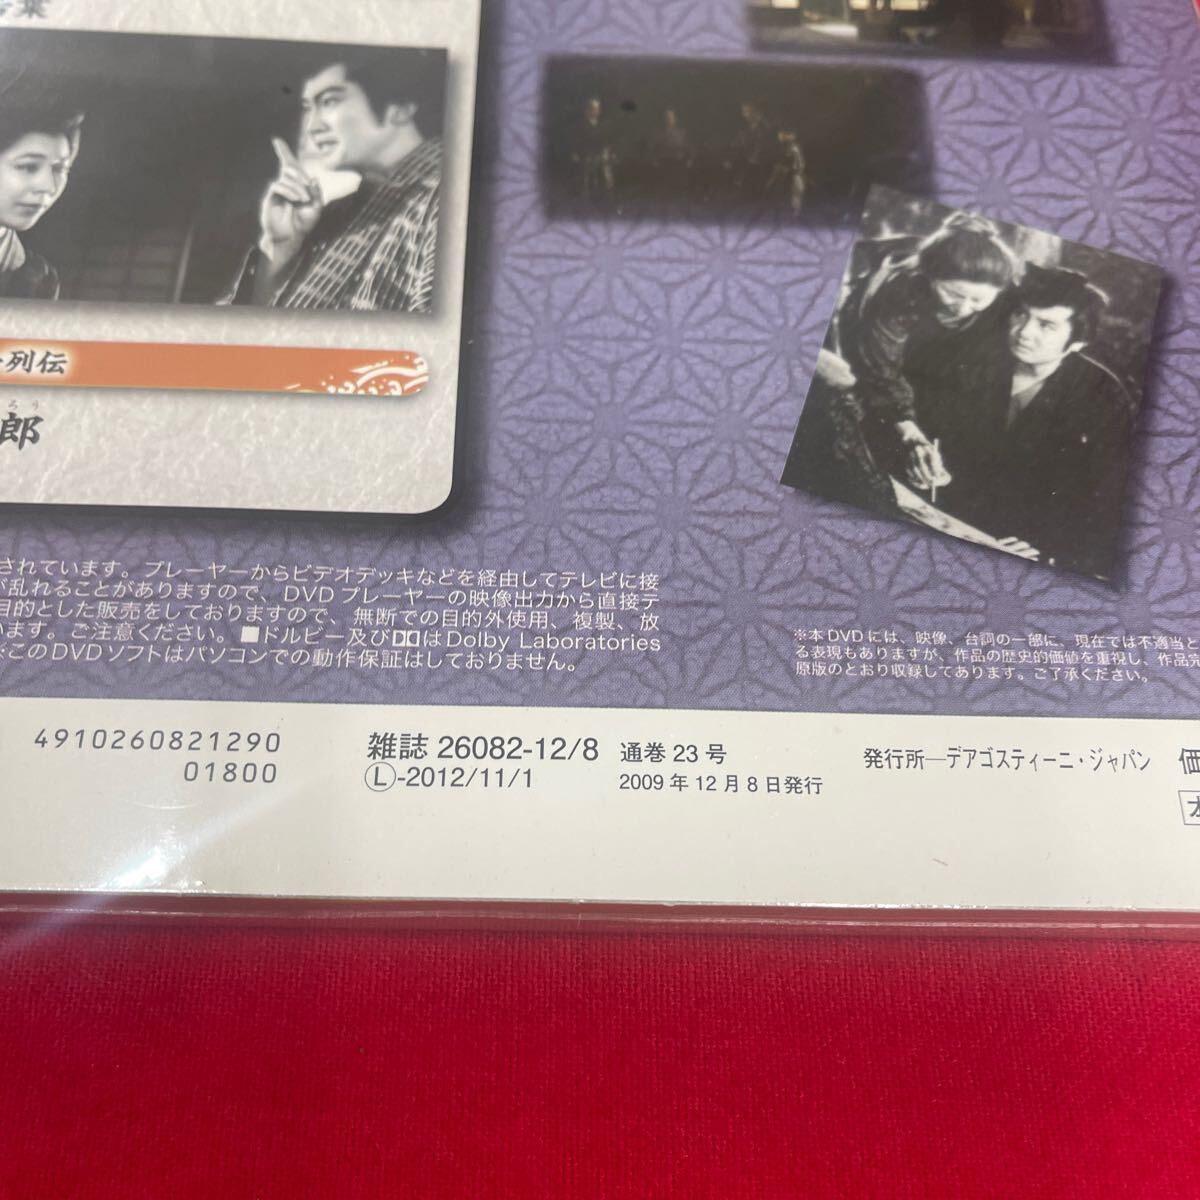 列伝
ろう
郎
されています。プレーヤーからビデオデッキなどを経由してテレビに接
が乱れることがありますので、DVDプレーヤーの映像出力から直接テ
目的とした販売をしておりますので、無断での目的外使用、複製、放
います。ご注意ください。■ドルビー及びDDはDolby Laboratories
※このDVDソフトはパソコンでの動作保証はしておりません。
※本DVDには、映像、台詞の一部に、現在では不適当と
る表現もありますが、作品の歴史的価値を重視し、作品完
原版のとおり収録してあります。ご了承ください。
4910260821290
01800
雑誌 26082-12/8
Ⓛ-2012/11/1
通巻 23 号
2009 年 12 月 8 日発行
発行所―デアゴスティーニ・ジャパン
価